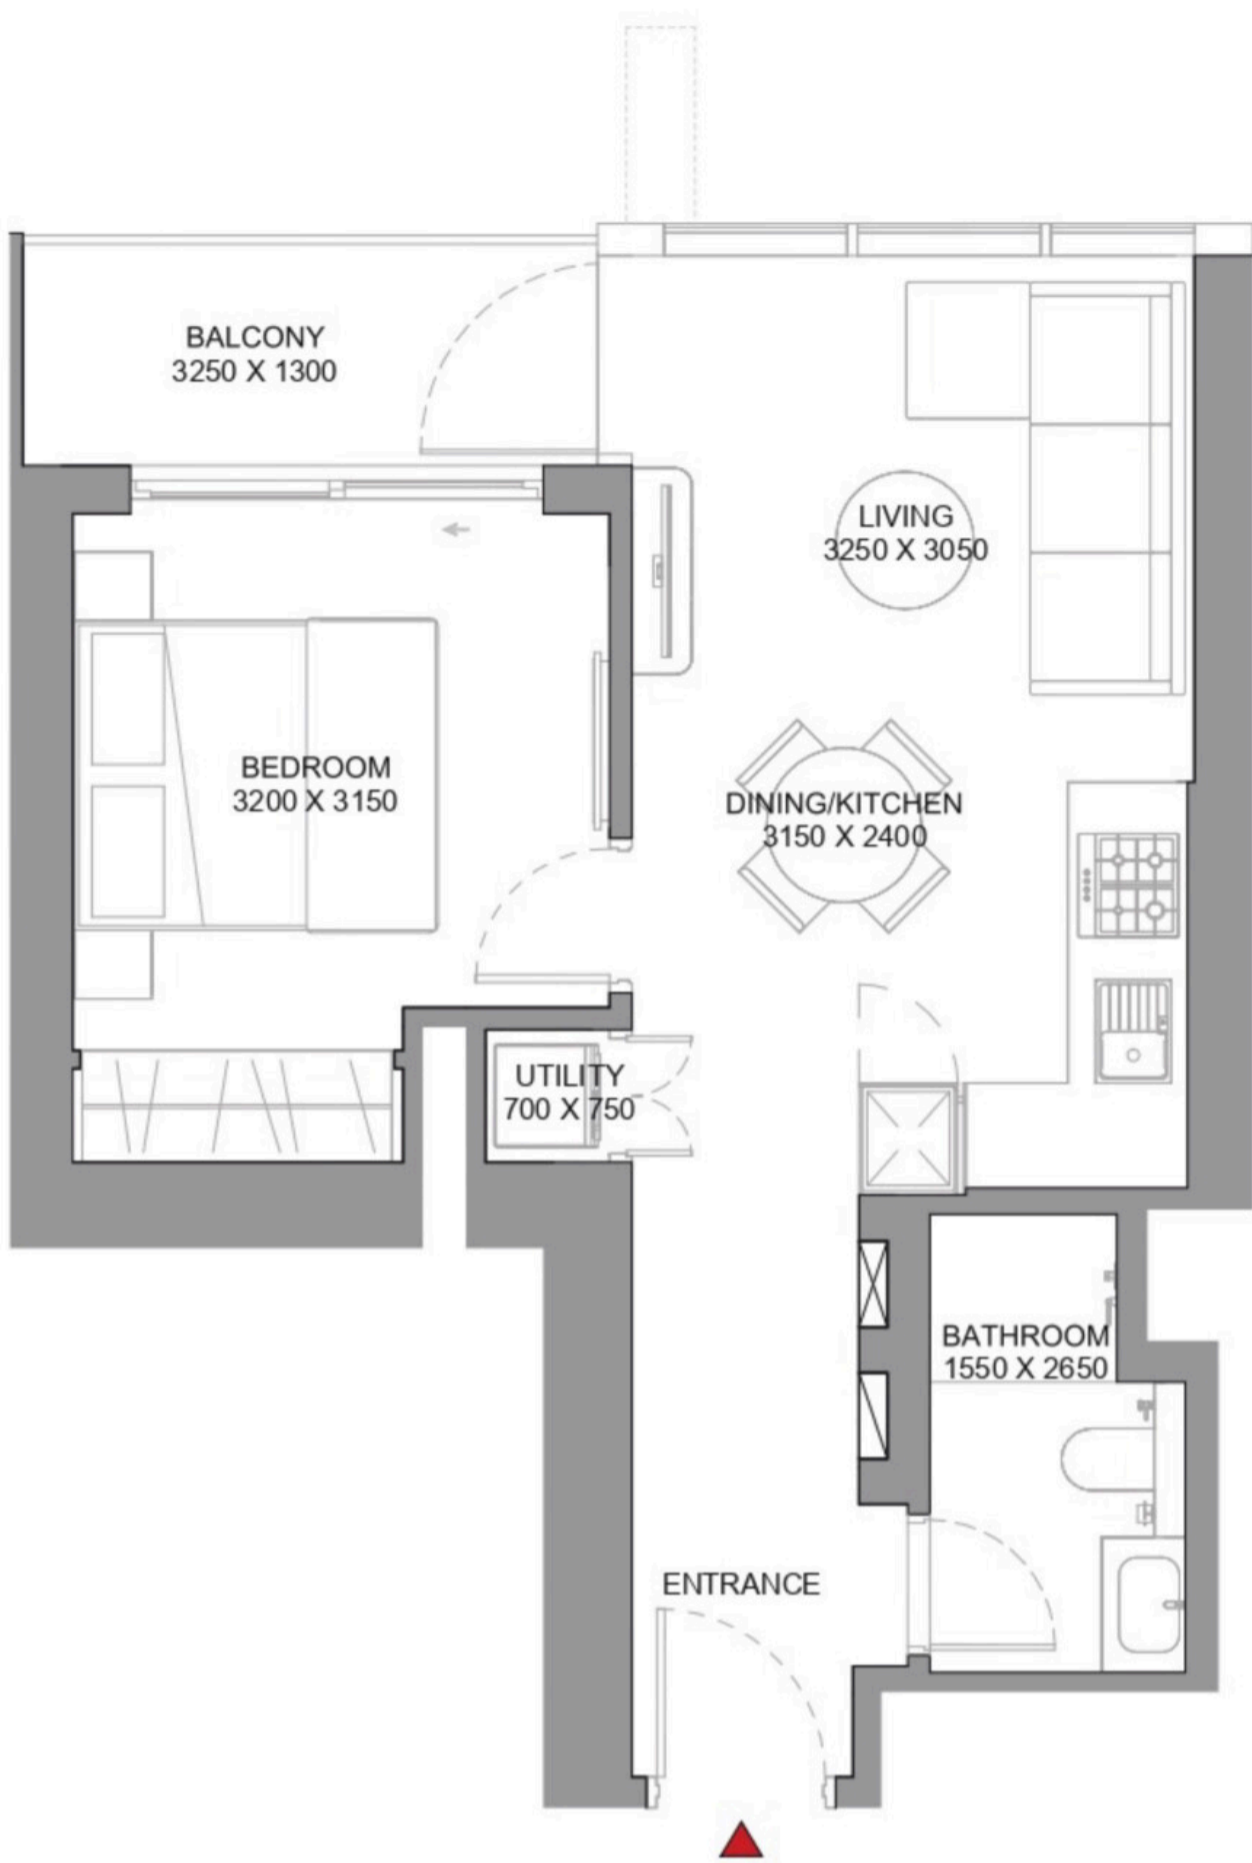 BALCONY
3250 X 1300
LIVING
3250 X 3050
BEDROOM
3200 X 3150
DINING/KITCHEN
3150 X 2400
UTILITY
700 X 750
BATHROOM
1550 X 2650
ENTRANCE